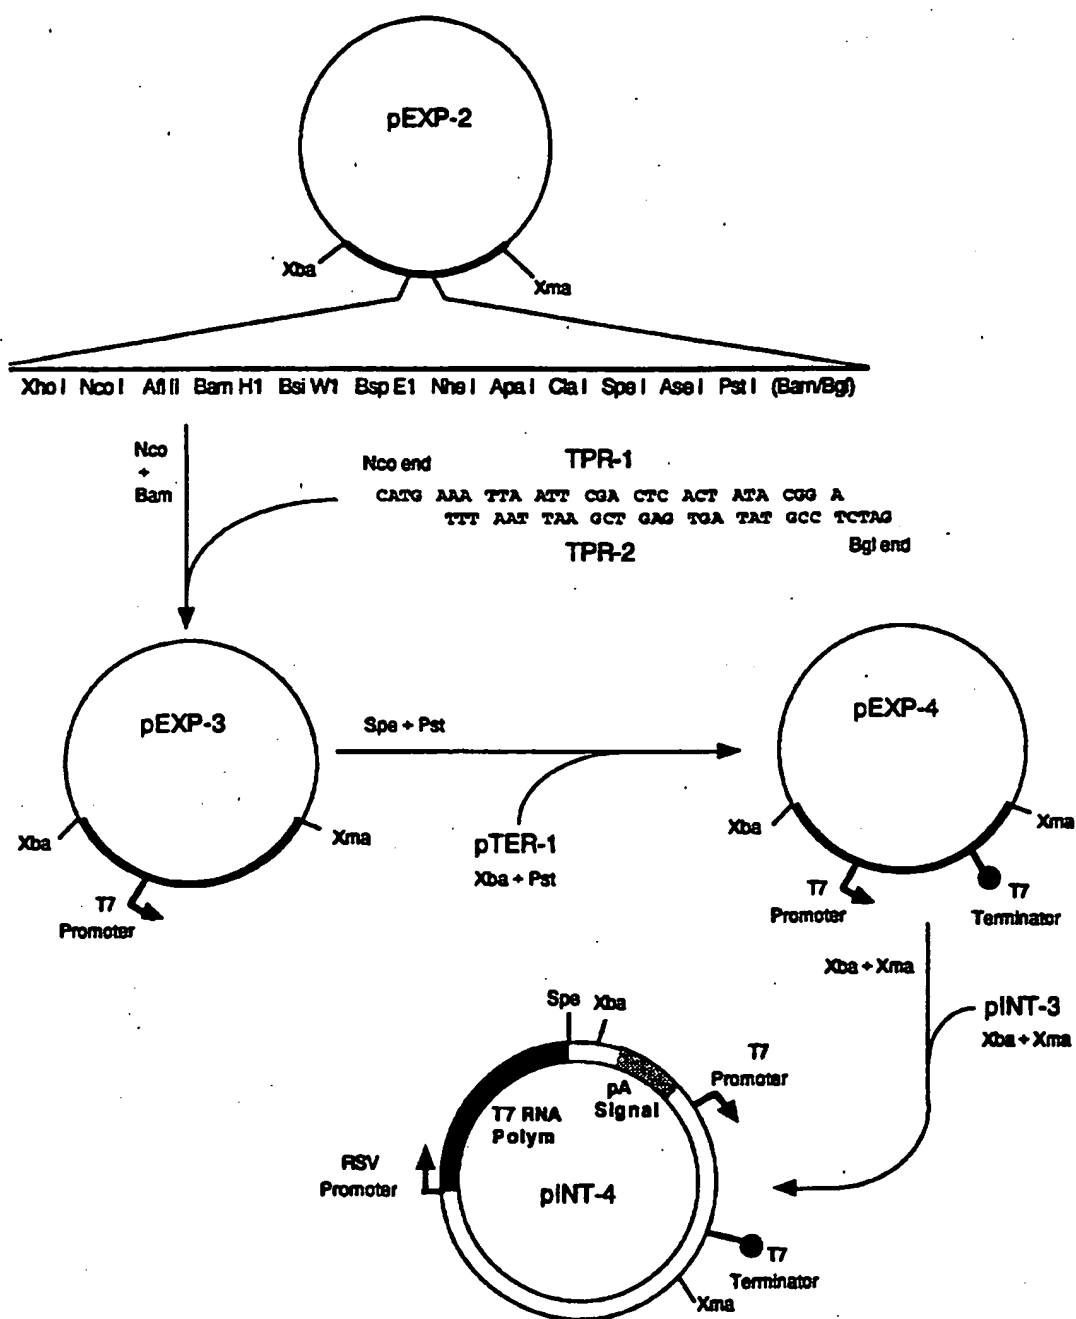 pEXP-2
Xba
Xma
Xho I Nco I Afl II Bam H1 Bsi W1 Bsp E1 Nhe I Apa I Cla I Spe I Ase I Pst I (Bam/Bgl)
Nco
+
Bam
Nco end
TPR-1
CATG AAA TTA ATT CGA CTC ACT ATA CGG A
TTT AAT TAA GCT GAG TGA TAT GCC TCTAG
TPR-2
Bgl end
pEXP-3
Xba
Xma
T7
Promoter
Spe + Pst
pTER-1
Xba + Pst
pEXP-4
Xba
Xma
T7
Promoter
T7
Terminator
Xba + Xma
pINT-3
Xba + Xma
Spe
Xba
T7
Promoter
pA
Signal
T7 RNA
Polym
RSV
Promoter
pINT-4
T7
Terminator
Xma